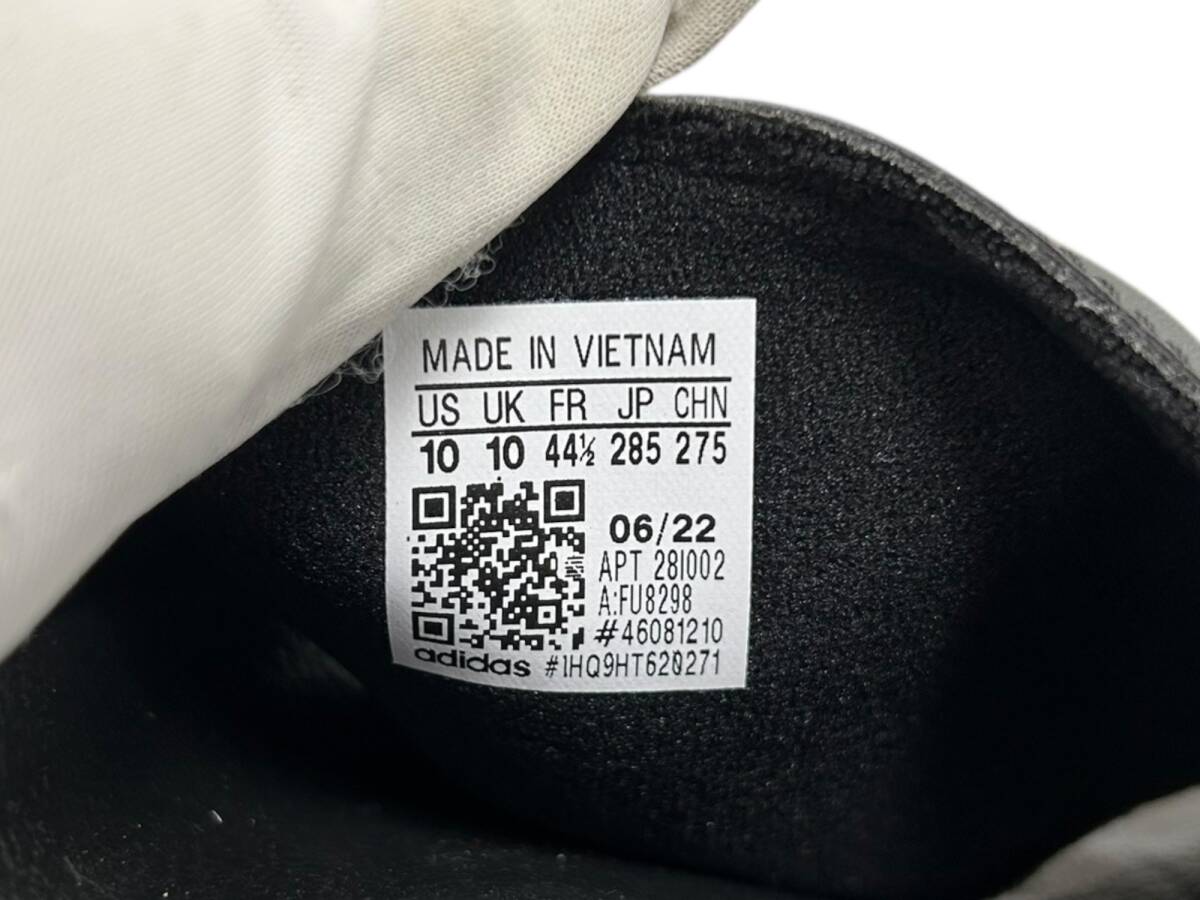 MADE IN VIETNAM
US UK FR JP CHN
10 10 44½ 285 275
06/22
APT 28I002
A:FU8298
#46081210
adidas #1HQ9HT620271